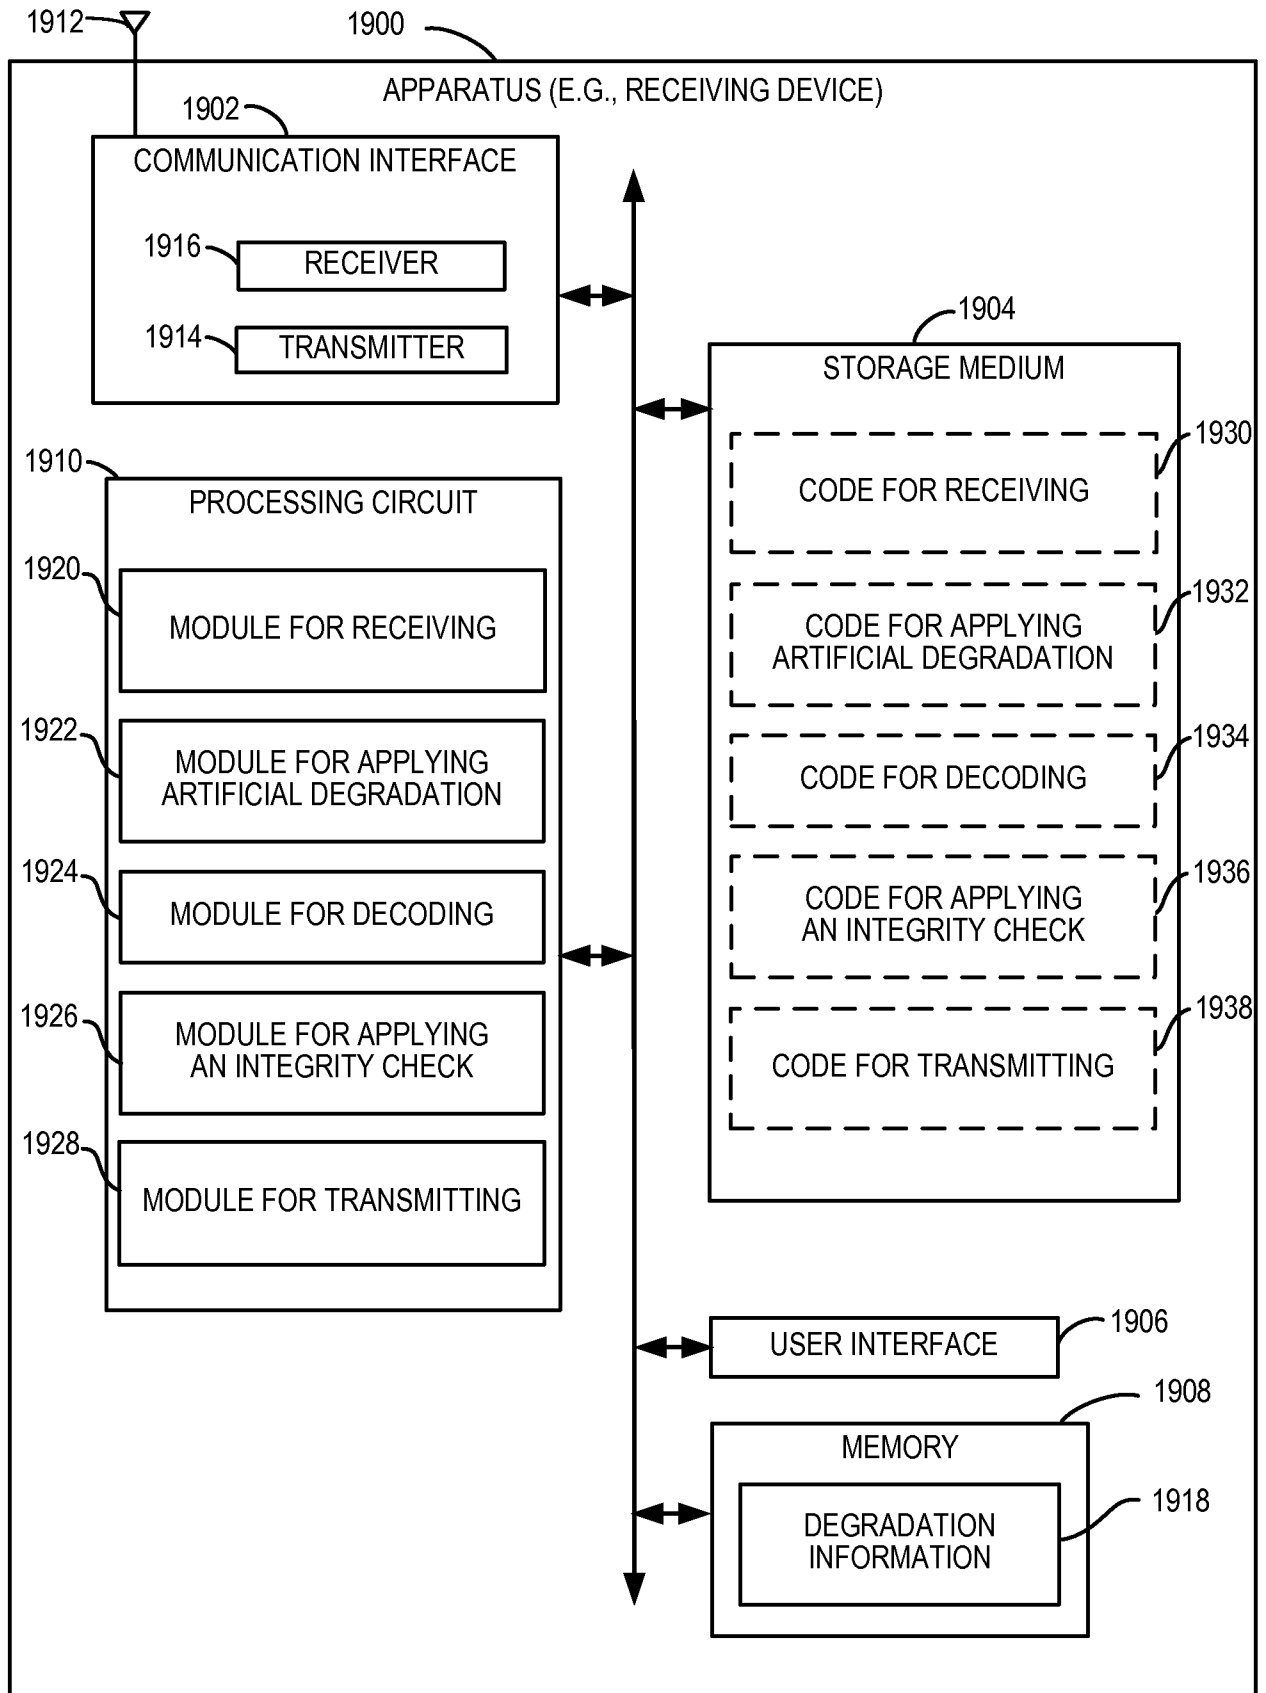 1912
1900
APPARATUS (E.G., RECEIVING DEVICE)
1902
COMMUNICATION INTERFACE
1916
RECEIVER
1914
TRANSMITTER
1904
STORAGE MEDIUM
1930
CODE FOR RECEIVING
1932
CODE FOR APPLYING
ARTIFICIAL DEGRADATION
1934
CODE FOR DECODING
1936
CODE FOR APPLYING
AN INTEGRITY CHECK
1938
CODE FOR TRANSMITTING
1910
PROCESSING CIRCUIT
1920
MODULE FOR RECEIVING
1922
MODULE FOR APPLYING
ARTIFICIAL DEGRADATION
1924
MODULE FOR DECODING
1926
MODULE FOR APPLYING
AN INTEGRITY CHECK
1928
MODULE FOR TRANSMITTING
1906
USER INTERFACE
1908
MEMORY
1918
DEGRADATION
INFORMATION